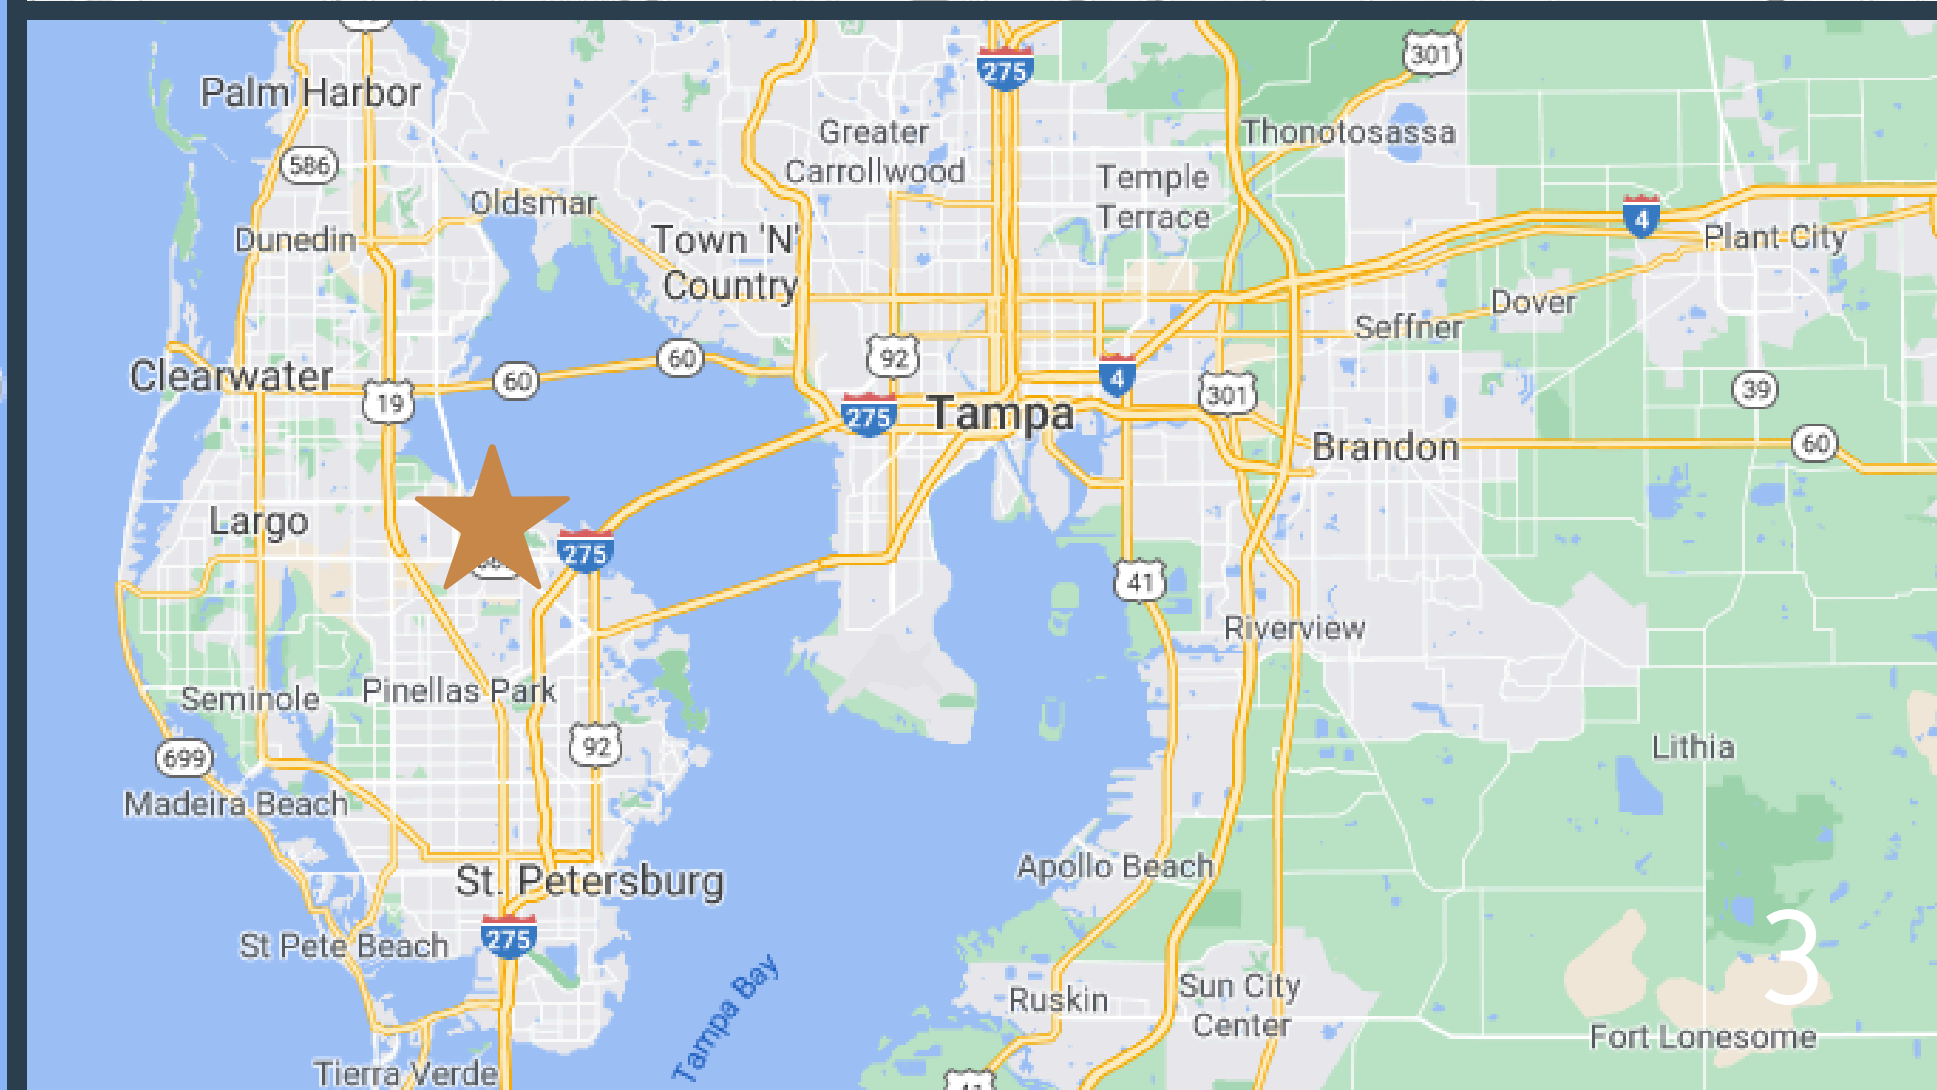 275
301
Palm Harbor
Greater
Carrollwood
Thonotosassa
586
Temple
Terrace
Oldsmar
4
Dunedin
Town 'N'
Country
Plant City
Dover
Seffner
60
60
92
Clearwater
19
4
301
39
275
Tampa
Brandon
60
Largo
275
41
Riverview
Seminole
Pinellas Park
92
699
Lithia
Madeira Beach
Apollo Beach
St. Petersburg
275
St Pete Beach
3
Tampa Bay
Ruskin
Sun City
Center
Fort Lonesome
Tierra Verde